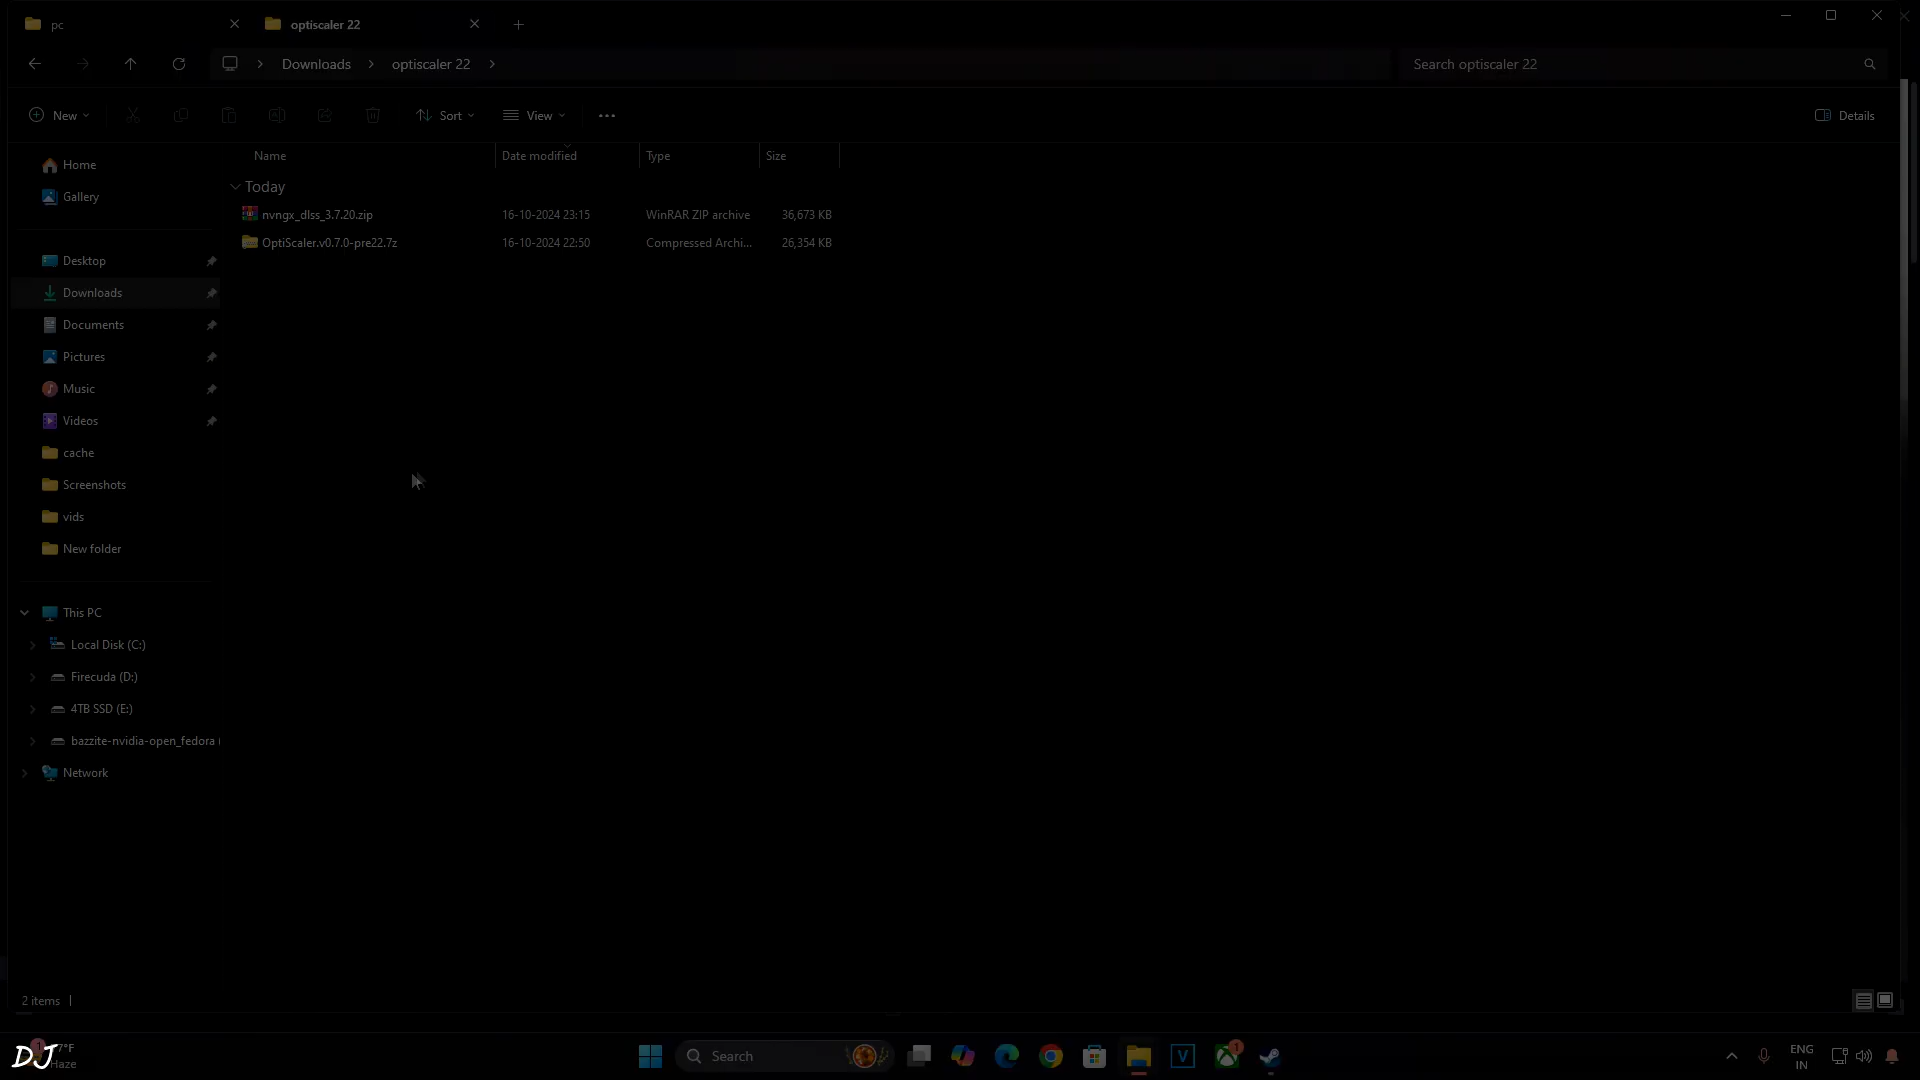 pc
optiscaler 22
Downloads
optiscaler 22
Search optiscaler 22
New
Sort
View
Details
Name
Date modified
Type
Size
Home
Gallery
Today
nvngx_dlss_3.7.20.zip
16-10-2024 23:15
WinRAR ZIP archive
36,673 KB
OptiScaler.v0.7.0-pre22.7z
16-10-2024 22:50
Compressed Archi...
26,354 KB
Desktop
Downloads
Documents
Pictures
Music
Videos
cache
Screenshots
vids
New folder
This PC
Local Disk (C:)
Firecuda (D:)
4TB SSD (E:)
bazzite-nvidia-open_fedora
Network
2 items
DJ
Haze
Search
1
ENG
IN